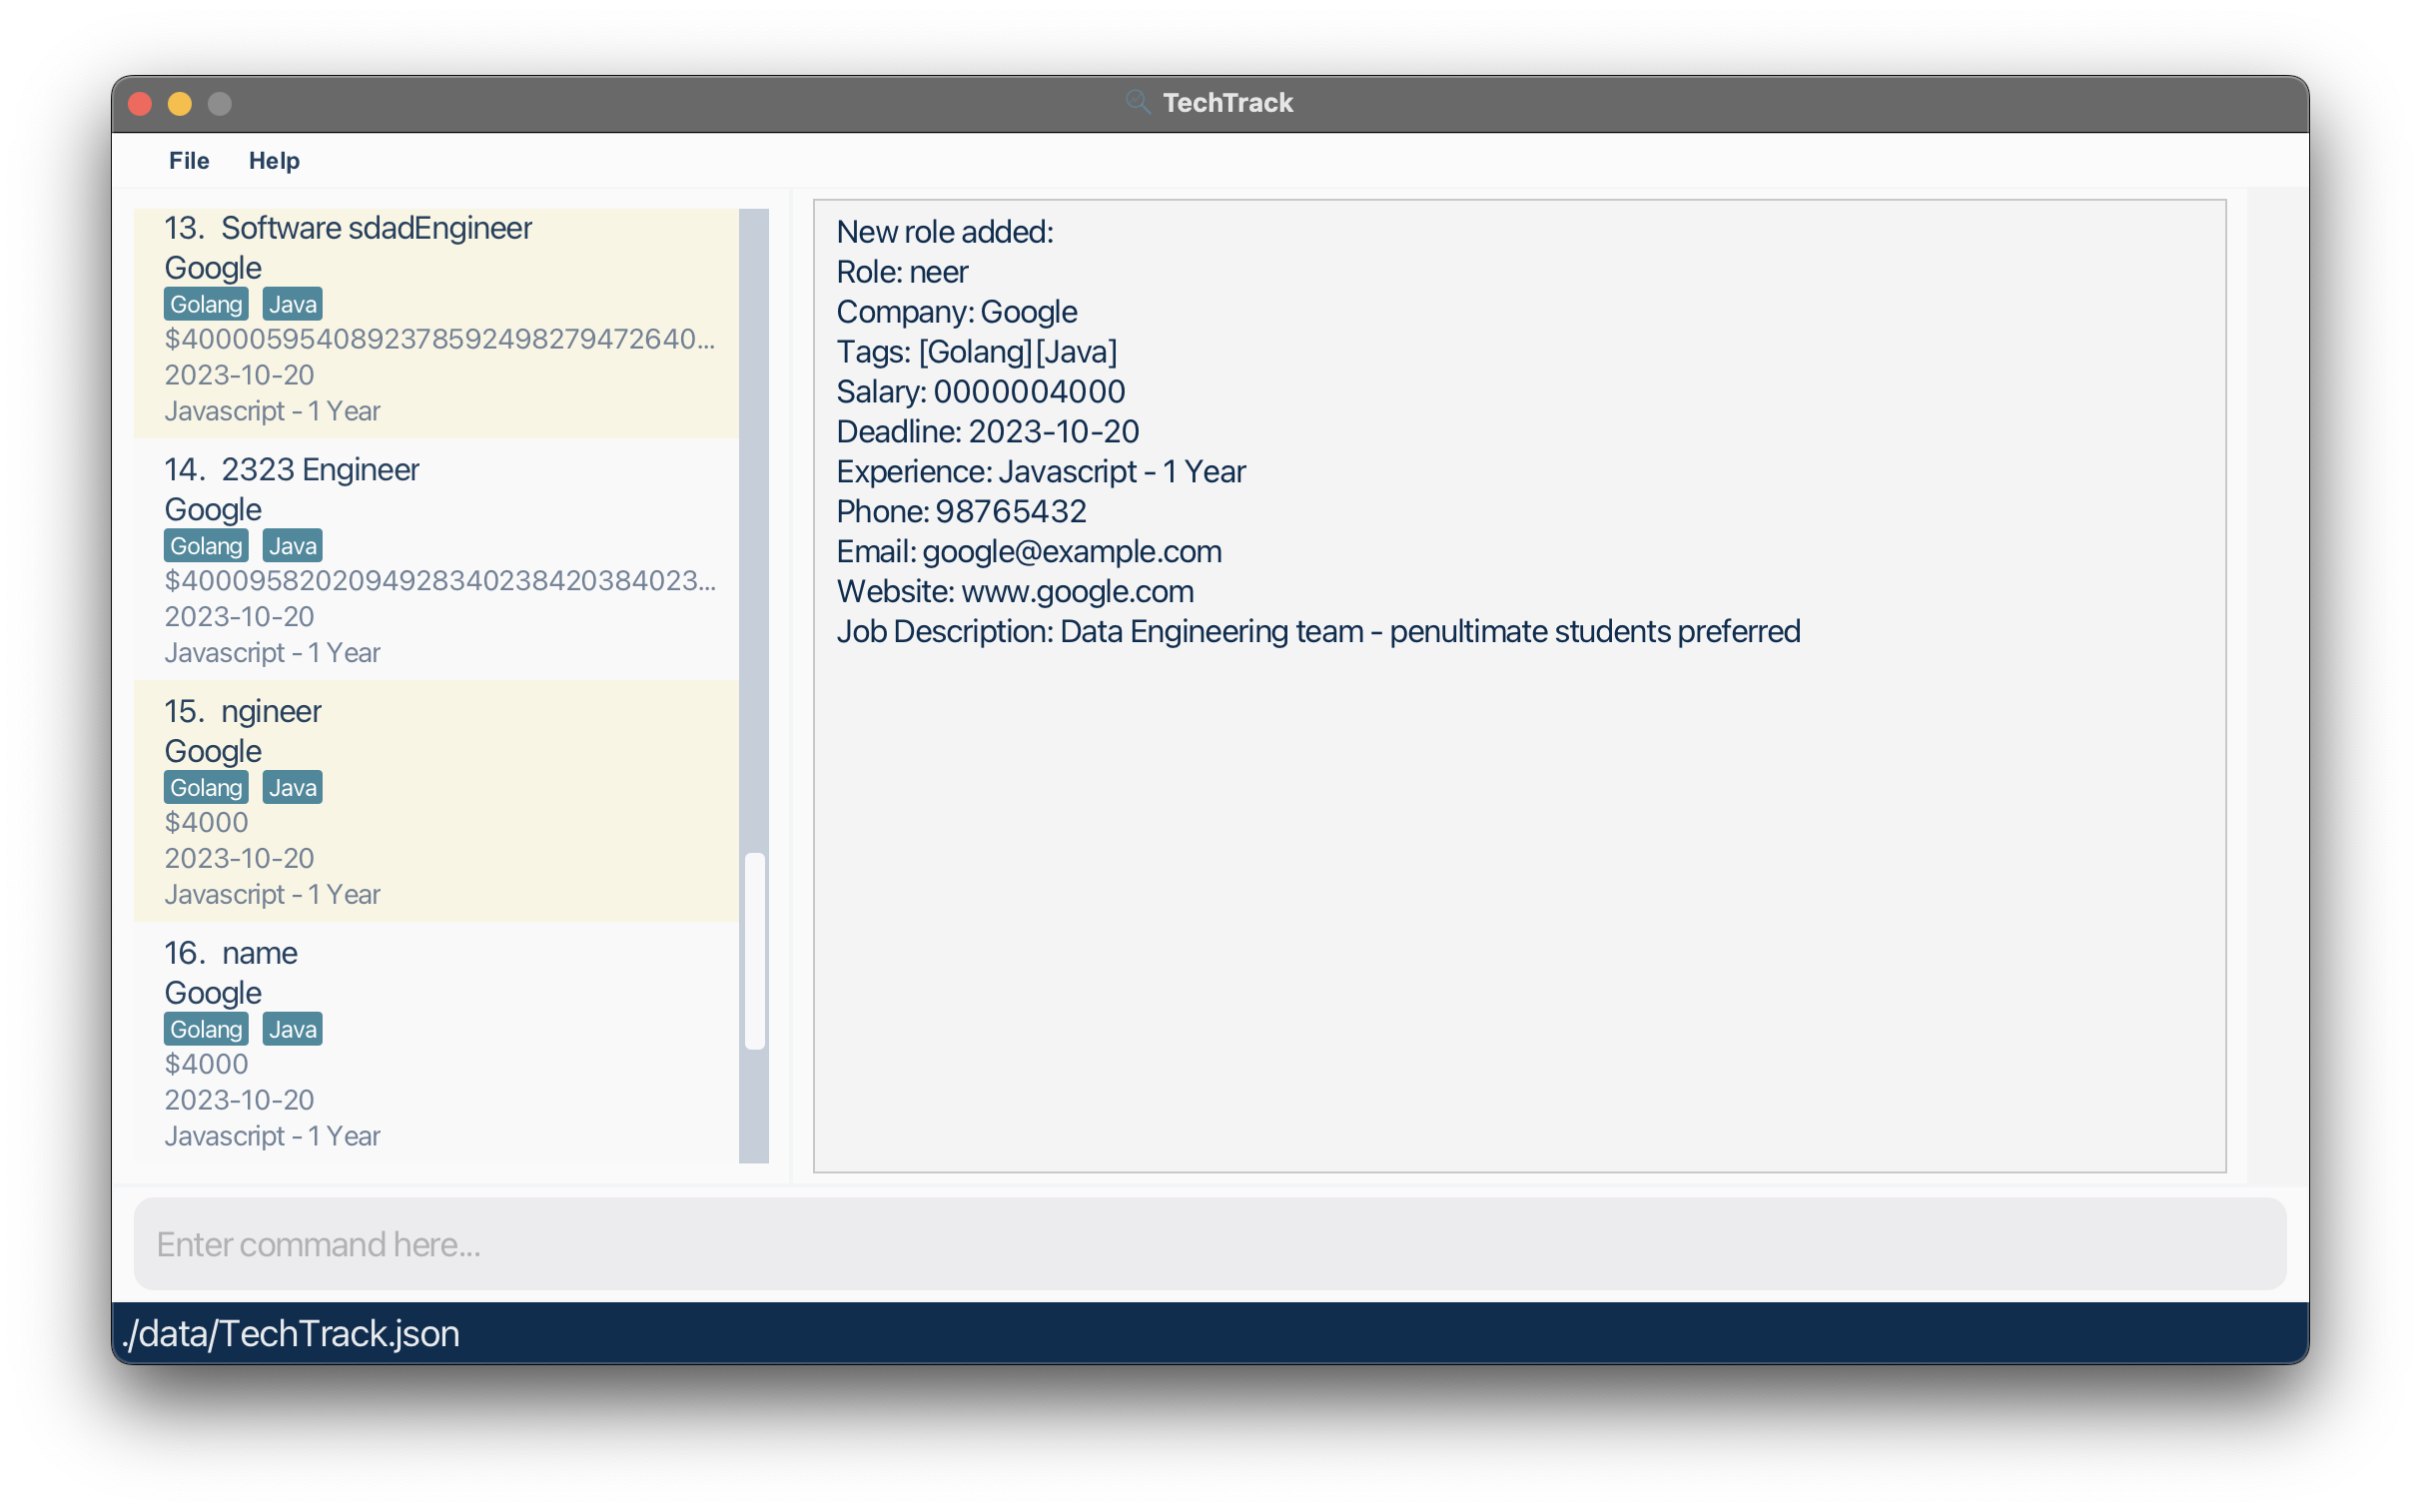 TechTrack
File Help
13. Software sdadEngineer
Google
Golang Java
$4000059540892378592498279472640...
2023-10-20
Javascript - 1 Year
14. 2323 Engineer
Google
Golang Java
$4000958202094928340238420384023...
2023-10-20
Javascript - 1 Year
15. ngineer
Google
Golang Java
$4000
2023-10-20
Javascript - 1 Year
16. name
Google
Golang Java
$4000
2023-10-20
Javascript - 1 Year
New role added:
Role: neer
Company: Google
Tags: [Golang][Java]
Salary: 0000004000
Deadline: 2023-10-20
Experience: Javascript - 1 Year
Phone: 98765432
Email: google@example.com
Website: www.google.com
Job Description: Data Engineering team - penultimate students preferred
Enter command here...
./data/TechTrack.json